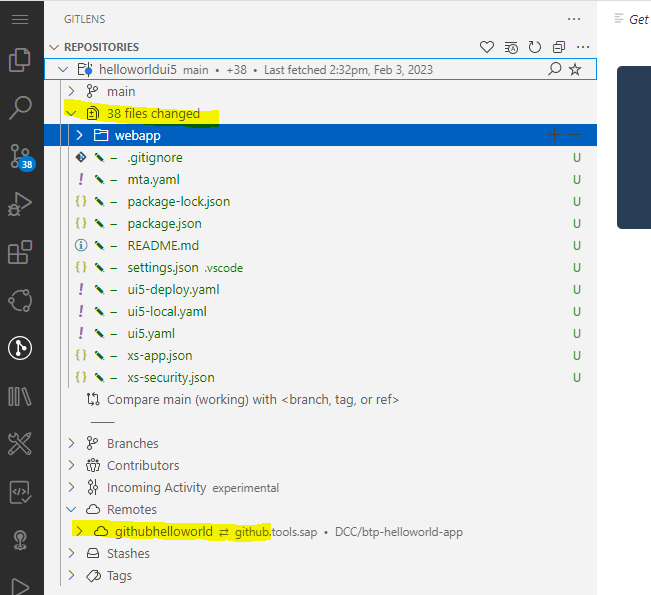 GITLENS
Get
REPOSITORIES
helloworldui5 main • +38 • Last fetched 2:32pm, Feb 3, 2023
main
38 files changed
webapp
.gitignore U
mta.yaml U
38
package-lock.json U
package.json U
README.md U
settings.json .vscode U
ui5-deploy.yaml U
ui5-local.yaml U
ui5.yaml U
xs-app.json U
xs-security.json U
Compare main (working) with <branch, tag, or ref>
Branches
Contributors
Incoming Activity experimental
Remotes
githubhelloworld ⇄ github.tools.sap • DCC/btp-helloworld-app
Stashes
Tags